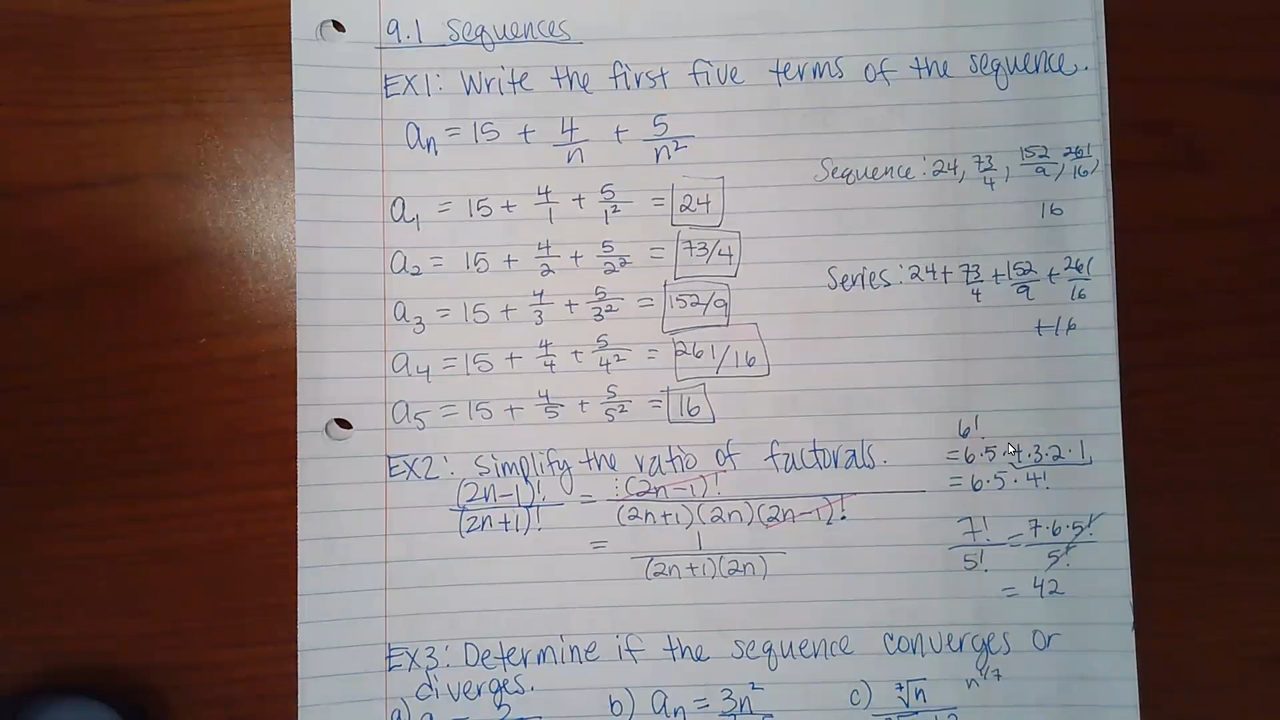 9.1 Sequences
EX1: Write the first five terms of the sequence.
aₙ = 15 + 4/n + 5/n²
a₁ = 15 + 4/1 + 5/1² = 24
a₂ = 15 + 4/2 + 5/2² = 73/4
a₃ = 15 + 4/3 + 5/3² = 152/9
a₄ = 15 + 4/4 + 5/4² = 261/16
a₅ = 15 + 4/5 + 5/5² = 16
Sequence: 24, 73/4, 152/9, 261/16,
16
Series: 24 + 73/4 + 152/9 + 261/16
+ 16
EX2: Simplify the ratio of factorals.
(2n-1)!/(2n+1)! = (2n-1)!/(2n+1)(2n)(2n-1)!
= 1/(2n+1)(2n)
6!
= 6·5·4·3·2·1
= 6·5·4!
7!/5! = 7·6·5!/5!
= 42
EX3: Determine if the sequence converges or
diverges.
b) aₙ = 3n²
c) ⁷√n n^1/7